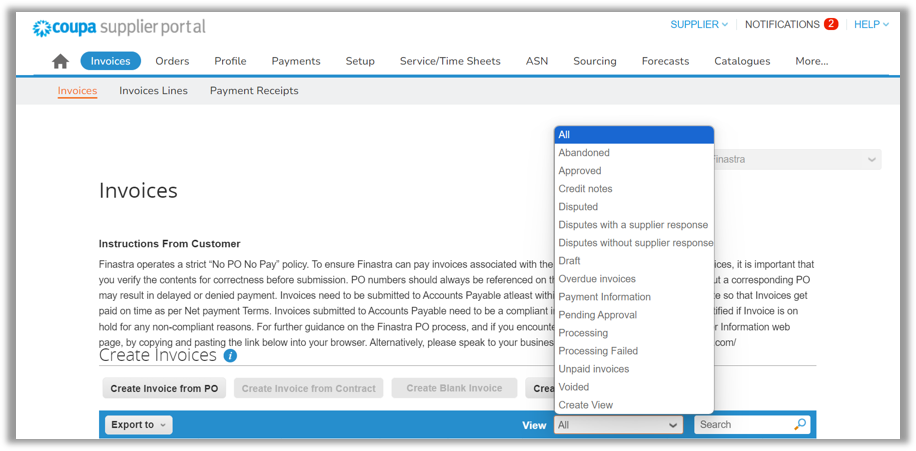 coupa supplier portal
SUPPLIER NOTIFICATIONS 2 HELP
Invoices Orders Profile Payments Setup Service/Time Sheets ASN Sourcing Forecasts Catalogues More...
Invoices Invoices Lines Payment Receipts
All
Abandoned
Approved
Credit notes
Disputed
Disputes with a supplier response
Disputes without supplier response
Draft
Overdue invoices
Payment Information
Pending Approval
Processing
Processing Failed
Unpaid invoices
Voided
Create View
Finastra
Invoices
Instructions From Customer
Finastra operates a strict “No PO No Pay” policy. To ensure Finastra can pay invoices associated with the ices, it is important that
you verify the contents for correctness before submission. PO numbers should always be referenced on th ut a corresponding PO
may result in delayed or denied payment. Invoices need to be submitted to Accounts Payable atleast withi e so that Invoices get
paid on time as per Net payment Terms. Invoices submitted to Accounts Payable need to be a compliant i tified if Invoice is on
hold for any non-compliant reasons. For further guidance on the Finastra PO process, and if you encounte r Information web
page, by copying and pasting the link below into your browser. Alternatively, please speak to your busines com/
Create Invoices i
Create Invoice from PO Create Invoice from Contract Create Blank Invoice Crea
Export to View All Search